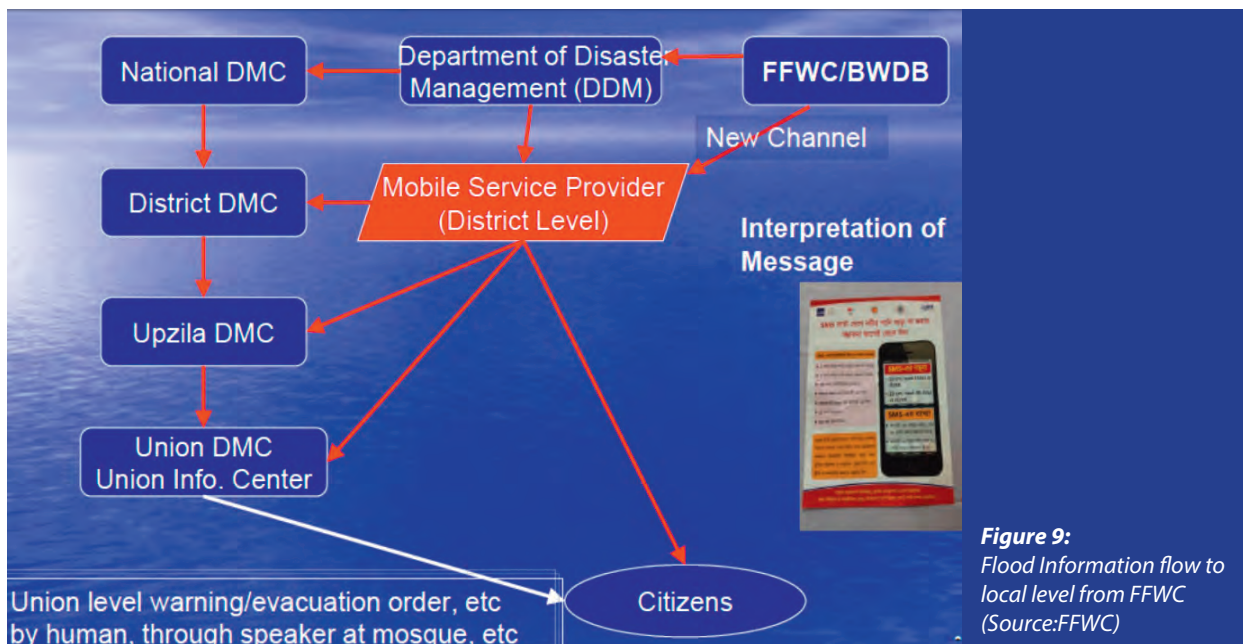 National DMC
Department of Disaster
Management (DDM)
FFWC/BWDB
New Channel
District DMC
Mobile Service Provider
(District Level)
Interpretation of
Message
Upzila DMC
Union DMC
Union Info. Center
Citizens
Union level warning/evacuation order, etc
by human, through speaker at mosque, etc
Figure 9:
Flood Information flow to
local level from FFWC
(Source:FFWC)